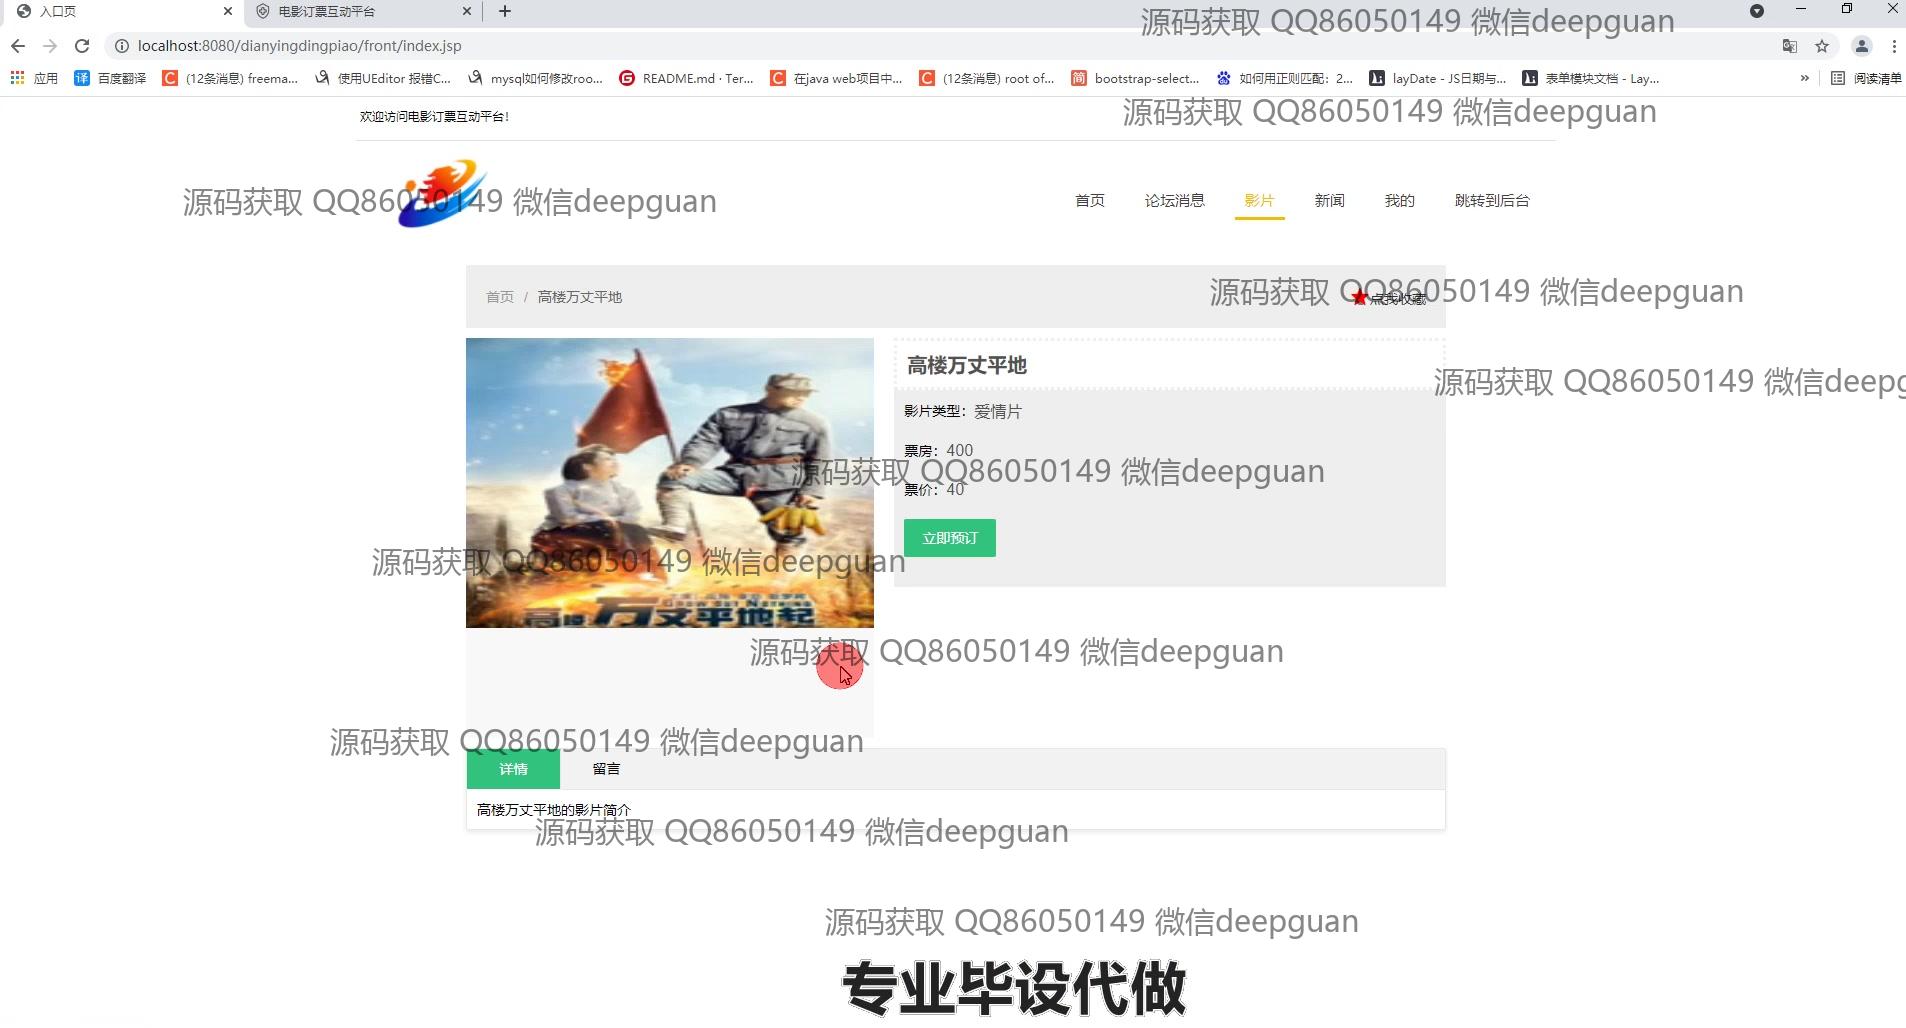 入口页
电影订票互动平台
源码获取 QQ86050149 微信deepguan
localhost:8080/dianyingdingpiao/front/index.jsp
应用 百度翻译 (12条消息) freema... 使用UEditor 报错C... mysql如何修改roo... README.md · Ter... 在java web项目中... (12条消息) root of... bootstrap-select... 如何用正则匹配：2... layDate - JS日期与... 表单模块文档 - Lay... » 阅读清单
欢迎访问电影订票互动平台！
源码获取 QQ86050149 微信deepguan
源码获取 QQ86050149 微信deepguan
首页 论坛消息 影片 新闻 我的 跳转到后台
首页 / 高楼万丈平地
点我收藏
源码获取 QQ86050149 微信deepguan
高楼万丈平地
源码获取 QQ86050149 微信deepg
影片类型：爱情片
票房：400
源码获取 QQ86050149 微信deepguan
票价：40
立即预订
源码获取 QQ86050149 微信deepguan
高楼万丈平地起
源码获取 QQ86050149 微信deepguan
源码获取 QQ86050149 微信deepguan
详情 留言
高楼万丈平地的影片简介
源码获取 QQ86050149 微信deepguan
源码获取 QQ86050149 微信deepguan
专业毕设代做